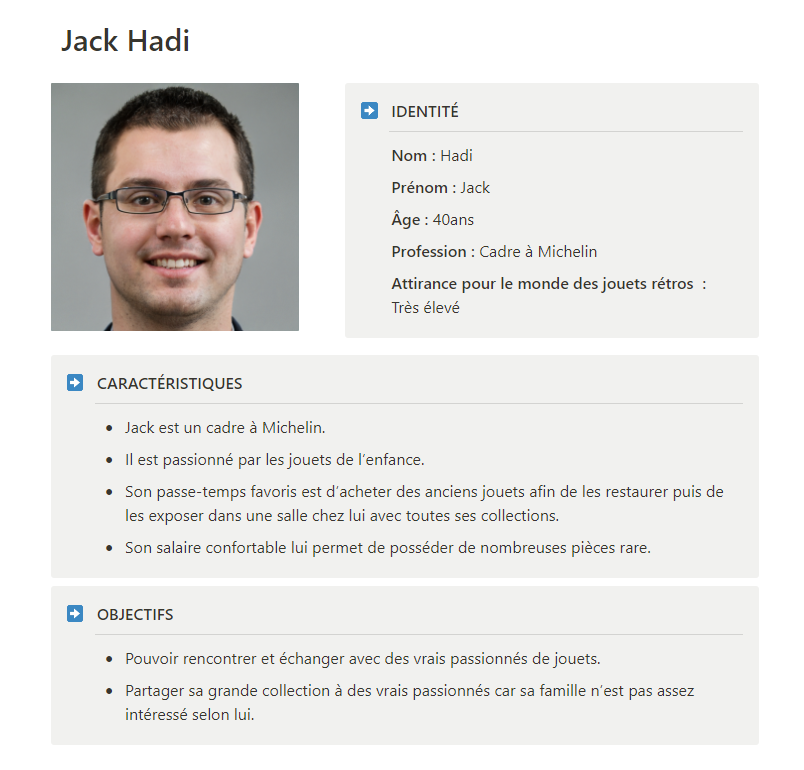 Jack Hadi
IDENTITÉ
Nom : Hadi
Prénom : Jack
Âge : 40ans
Profession : Cadre à Michelin
Attirance pour le monde des jouets rétros  :
Très élevé
CARACTÉRISTIQUES
• Jack est un cadre à Michelin.
• Il est passionné par les jouets de l’enfance.
• Son passe-temps favoris est d’acheter des anciens jouets afin de les restaurer puis de
les exposer dans une salle chez lui avec toutes ses collections.
• Son salaire confortable lui permet de posséder de nombreuses pièces rare.
OBJECTIFS
• Pouvoir rencontrer et échanger avec des vrais passionnés de jouets.
• Partager sa grande collection à des vrais passionnés car sa famille n’est pas assez
intéressé selon lui.